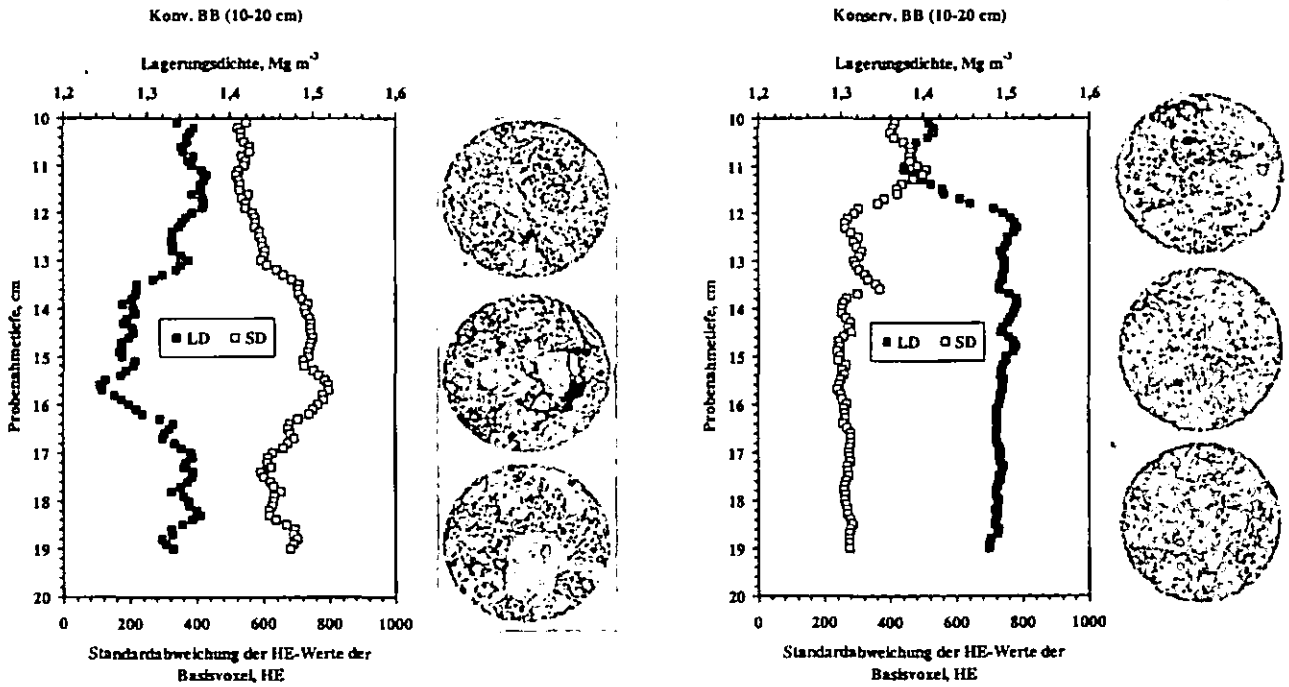 Konv. BB (10-20 cm)
Lagerungsdichte, Mg m⁻³
1,2 1,3 1,4 1,5 1,6
10
11
12
13
14
15
16
17
18
19
20
Probenahmetiefe, cm
LD SD
0 200 400 600 800 1000
Standardabweichung der HE-Werte der
Basisvoxel, HE
Konserv. BB (10-20 cm)
Lagerungsdichte, Mg m⁻³
1,2 1,3 1,4 1,5 1,6
10
11
12
13
14
15
16
17
18
19
20
Probenahmetiefe, cm
LD SD
0 200 400 600 800 1000
Standardabweichung der HE-Werte der
Basisvoxel, HE